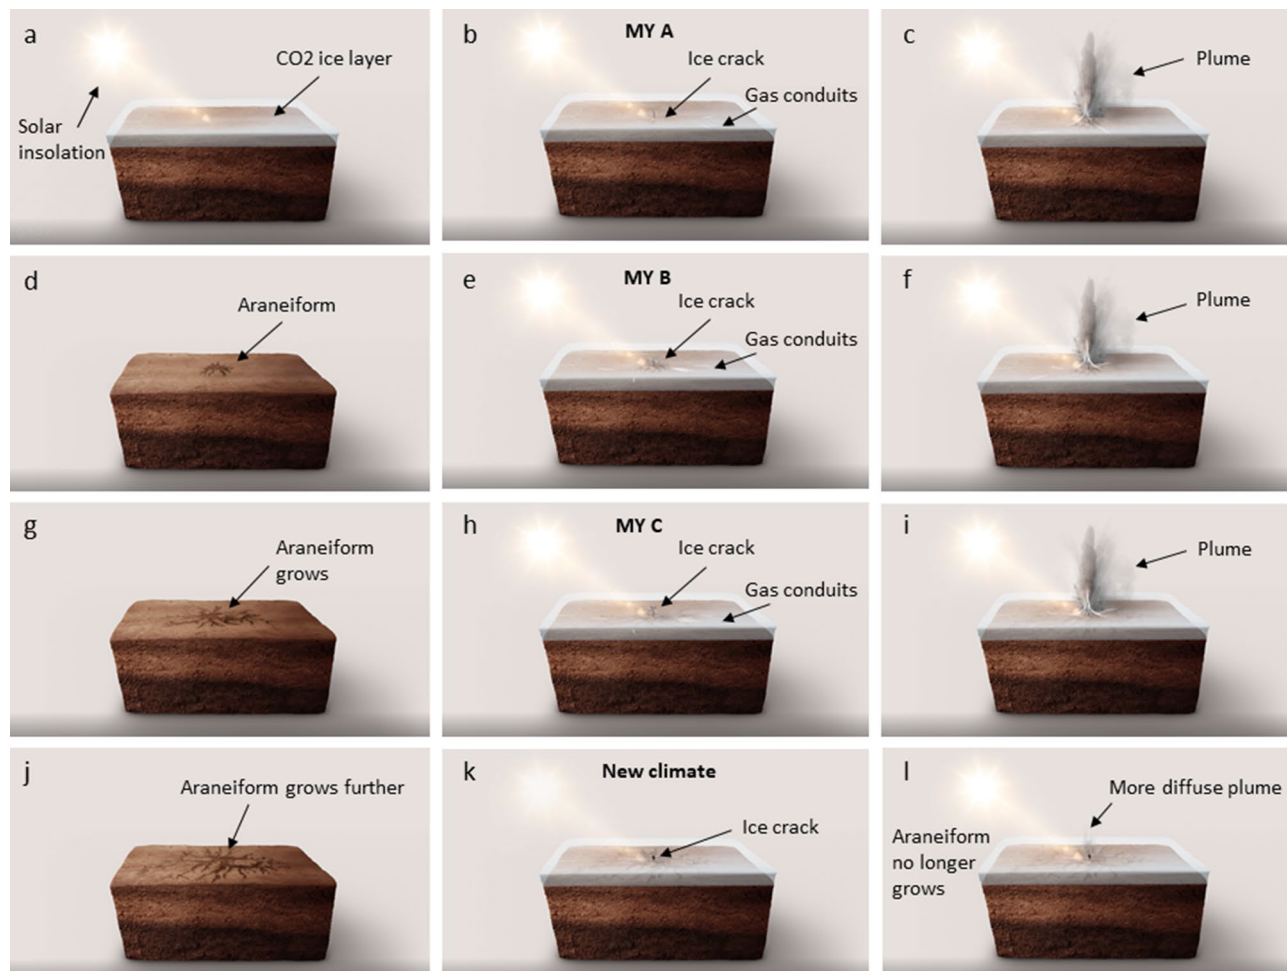 a
CO2 ice layer
Solar
insolation
b
MY A
Ice crack
Gas conduits
c
Plume
d
Araneiform
e
MY B
Ice crack
Gas conduits
f
Plume
g
Araneiform
grows
h
MY C
Ice crack
Gas conduits
i
Plume
j
Araneiform grows further
k
New climate
Ice crack
l
More diffuse plume
Araneiform
no longer
grows